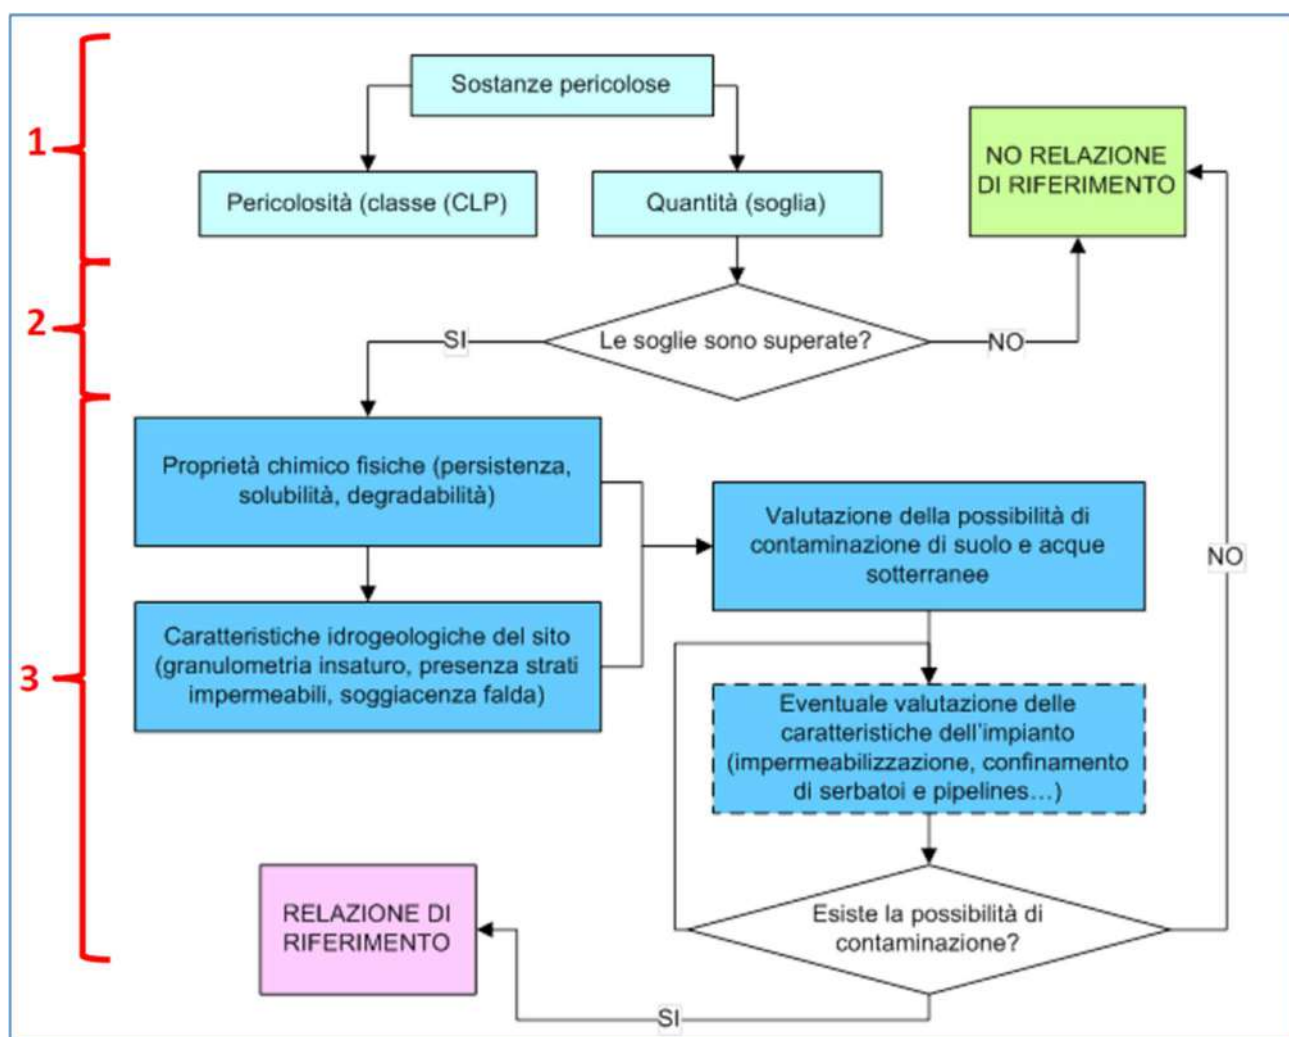 1
Sostanze pericolose
Pericolosità (classe (CLP)
Quantità (soglia)
NO RELAZIONE
DI RIFERIMENTO
2
Le soglie sono superate?
SI
NO
3
Proprietà chimico fisiche (persistenza,
solubilità, degradabilità)
Caratteristiche idrogeologiche del sito
(granulometria insaturo, presenza strati
impermeabili, soggiacenza falda)
Valutazione della possibilità di
contaminazione di suolo e acque
sotterranee
NO
Eventuale valutazione delle
caratteristiche dell'impianto
(impermeabilizzazione, confinamento
di serbatoi e pipelines…)
Esiste la possibilità di
contaminazione?
SI
RELAZIONE DI
RIFERIMENTO